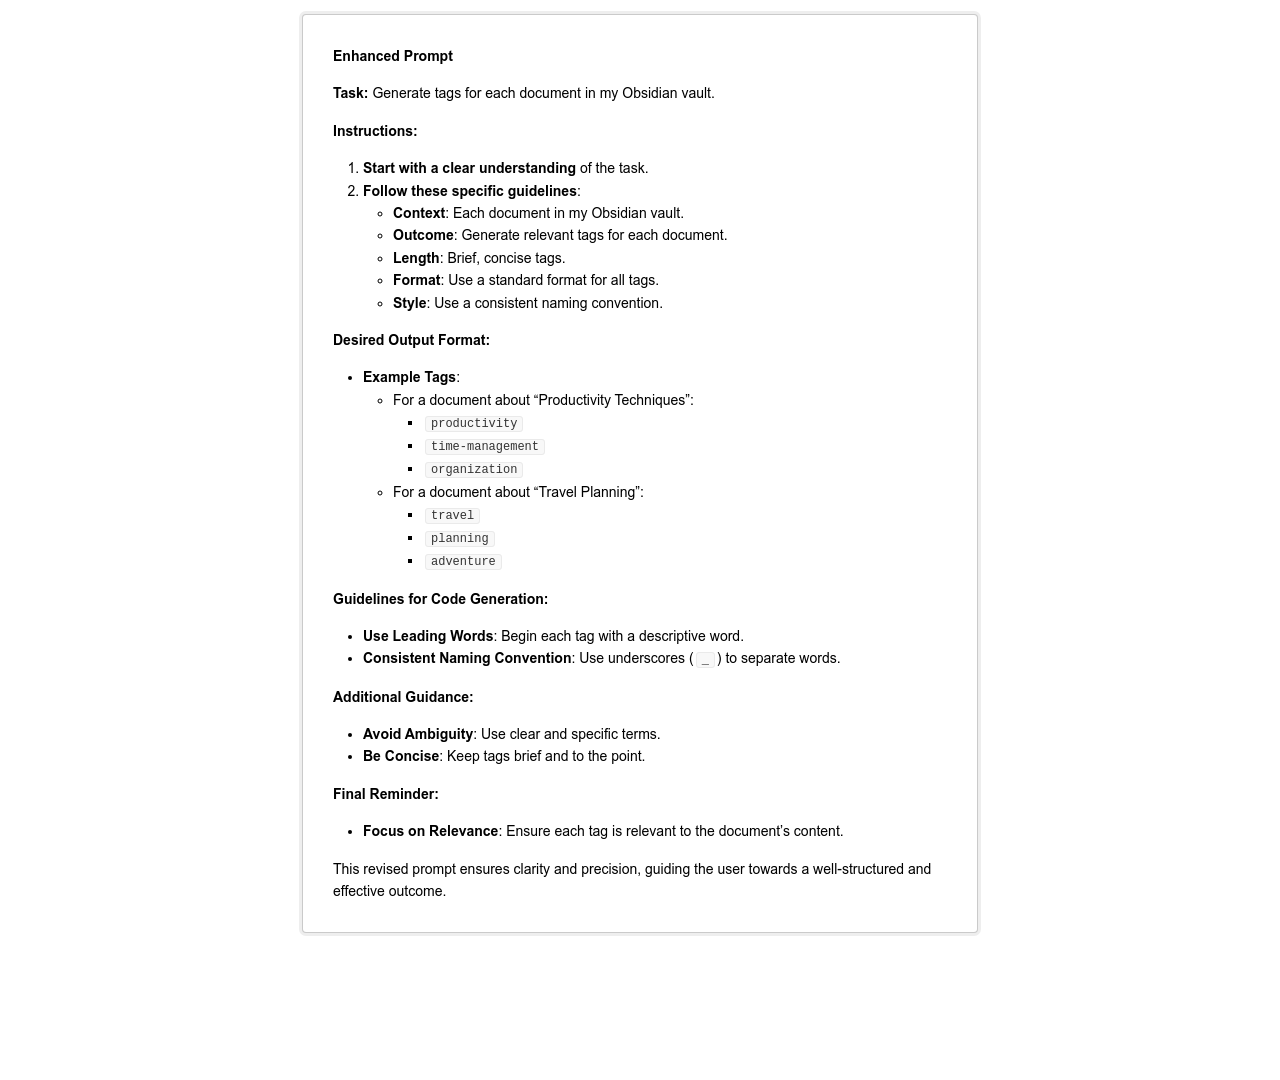 Enhanced Prompt
Task: Generate tags for each document in my Obsidian vault.
Instructions:
1. Start with a clear understanding of the task.
2. Follow these specific guidelines:
Context: Each document in my Obsidian vault.
Outcome: Generate relevant tags for each document.
Length: Brief, concise tags.
Format: Use a standard format for all tags.
Style: Use a consistent naming convention.
Desired Output Format:
Example Tags:
For a document about “Productivity Techniques”:
productivity
time-management
organization
For a document about “Travel Planning”:
travel
planning
adventure
Guidelines for Code Generation:
Use Leading Words: Begin each tag with a descriptive word.
Consistent Naming Convention: Use underscores ( _ ) to separate words.
Additional Guidance:
Avoid Ambiguity: Use clear and specific terms.
Be Concise: Keep tags brief and to the point.
Final Reminder:
Focus on Relevance: Ensure each tag is relevant to the document’s content.
This revised prompt ensures clarity and precision, guiding the user towards a well-structured and
effective outcome.